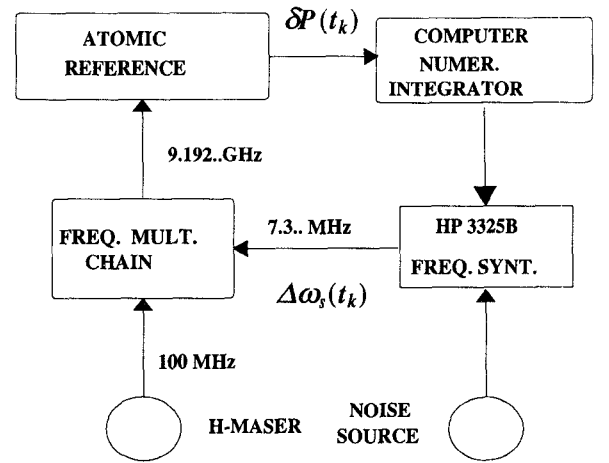 ATOMIC
REFERENCE
δP(t_k)
COMPUTER
NUMER.
INTEGRATOR
9.192..GHz
FREQ. MULT.
CHAIN
7.3.. MHz
Δω_s(t_k)
HP 3325B
FREQ. SYNT.
100 MHz
H-MASER
NOISE
SOURCE